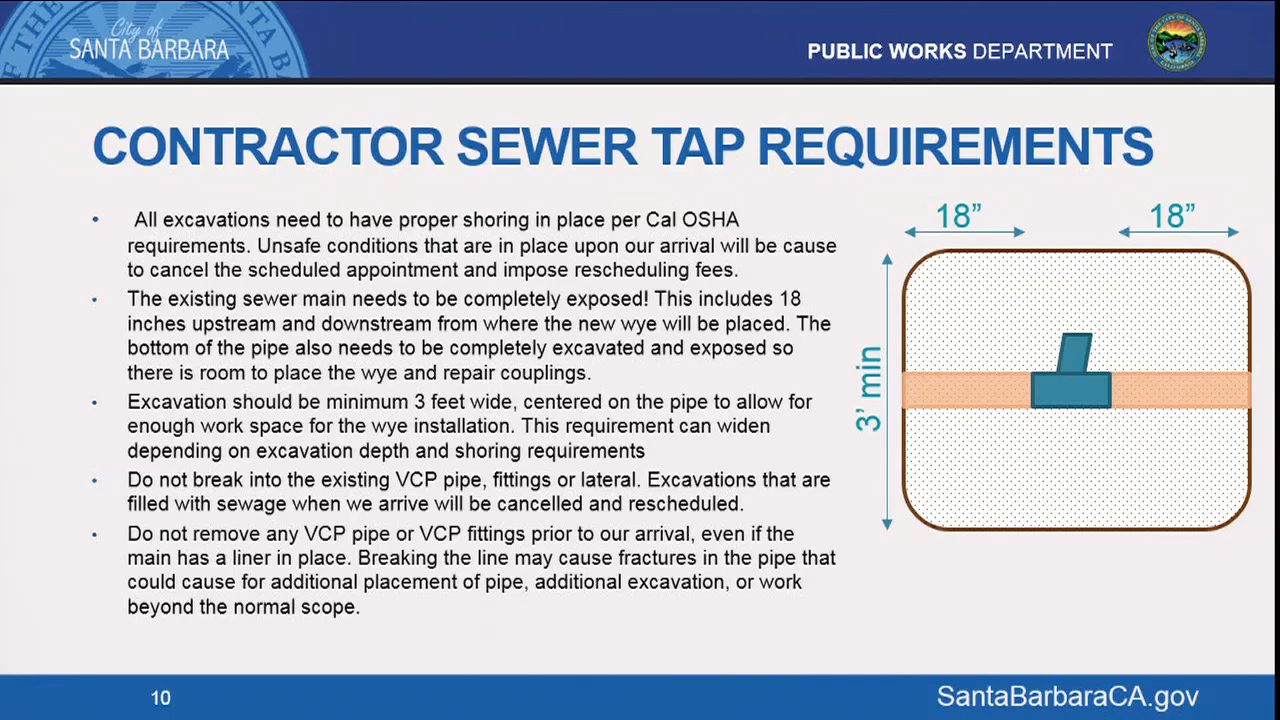 City of
SANTA BARBARA
PUBLIC WORKS DEPARTMENT
CONTRACTOR SEWER TAP REQUIREMENTS
• All excavations need to have proper shoring in place per Cal OSHA
requirements. Unsafe conditions that are in place upon our arrival will be cause
to cancel the scheduled appointment and impose rescheduling fees.
• The existing sewer main needs to be completely exposed! This includes 18
inches upstream and downstream from where the new wye will be placed. The
bottom of the pipe also needs to be completely excavated and exposed so
there is room to place the wye and repair couplings.
• Excavation should be minimum 3 feet wide, centered on the pipe to allow for
enough work space for the wye installation. This requirement can widen
depending on excavation depth and shoring requirements
• Do not break into the existing VCP pipe, fittings or lateral. Excavations that are
filled with sewage when we arrive will be cancelled and rescheduled.
• Do not remove any VCP pipe or VCP fittings prior to our arrival, even if the
main has a liner in place. Breaking the line may cause fractures in the pipe that
could cause for additional placement of pipe, additional excavation, or work
beyond the normal scope.
18”
18”
3’ min
10
SantaBarbaraCA.gov